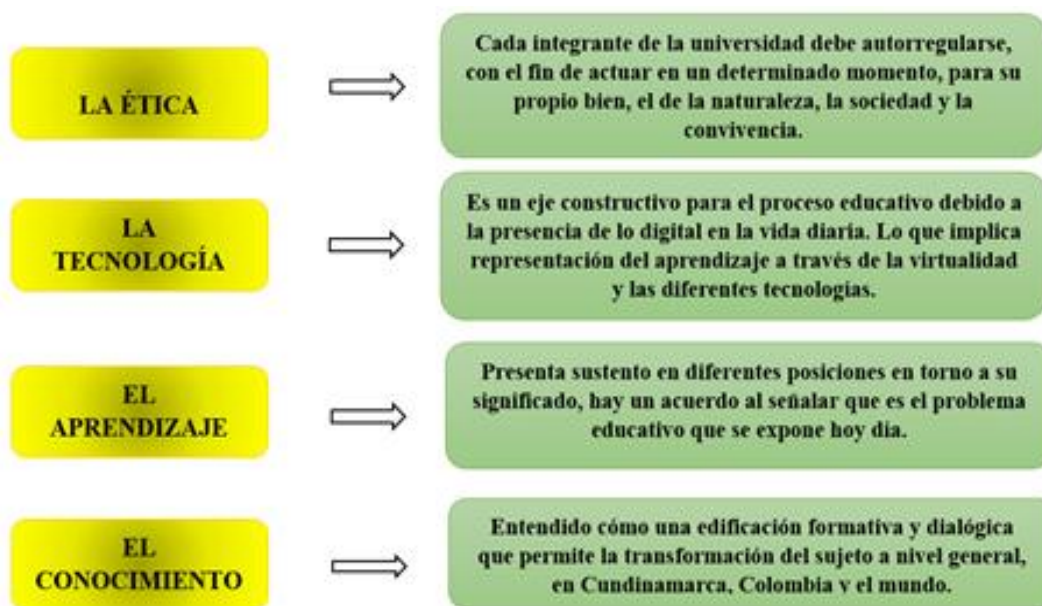 LA ÉTICA
Cada integrante de la universidad debe autorregularse,
con el fin de actuar en un determinado momento, para su
propio bien, el de la naturaleza, la sociedad y la
convivencia.
LA
TECNOLOGÍA
Es un eje constructivo para el proceso educativo debido a
la presencia de lo digital en la vida diaria. Lo que implica
representación del aprendizaje a través de la virtualidad
y las diferentes tecnologías.
EL
APRENDIZAJE
Presenta sustento en diferentes posiciones en torno a su
significado, hay un acuerdo al señalar que es el problema
educativo que se expone hoy día.
EL
CONOCIMIENTO
Entendido cómo una edificación formativa y dialógica
que permite la transformación del sujeto a nivel general,
en Cundinamarca, Colombia y el mundo.